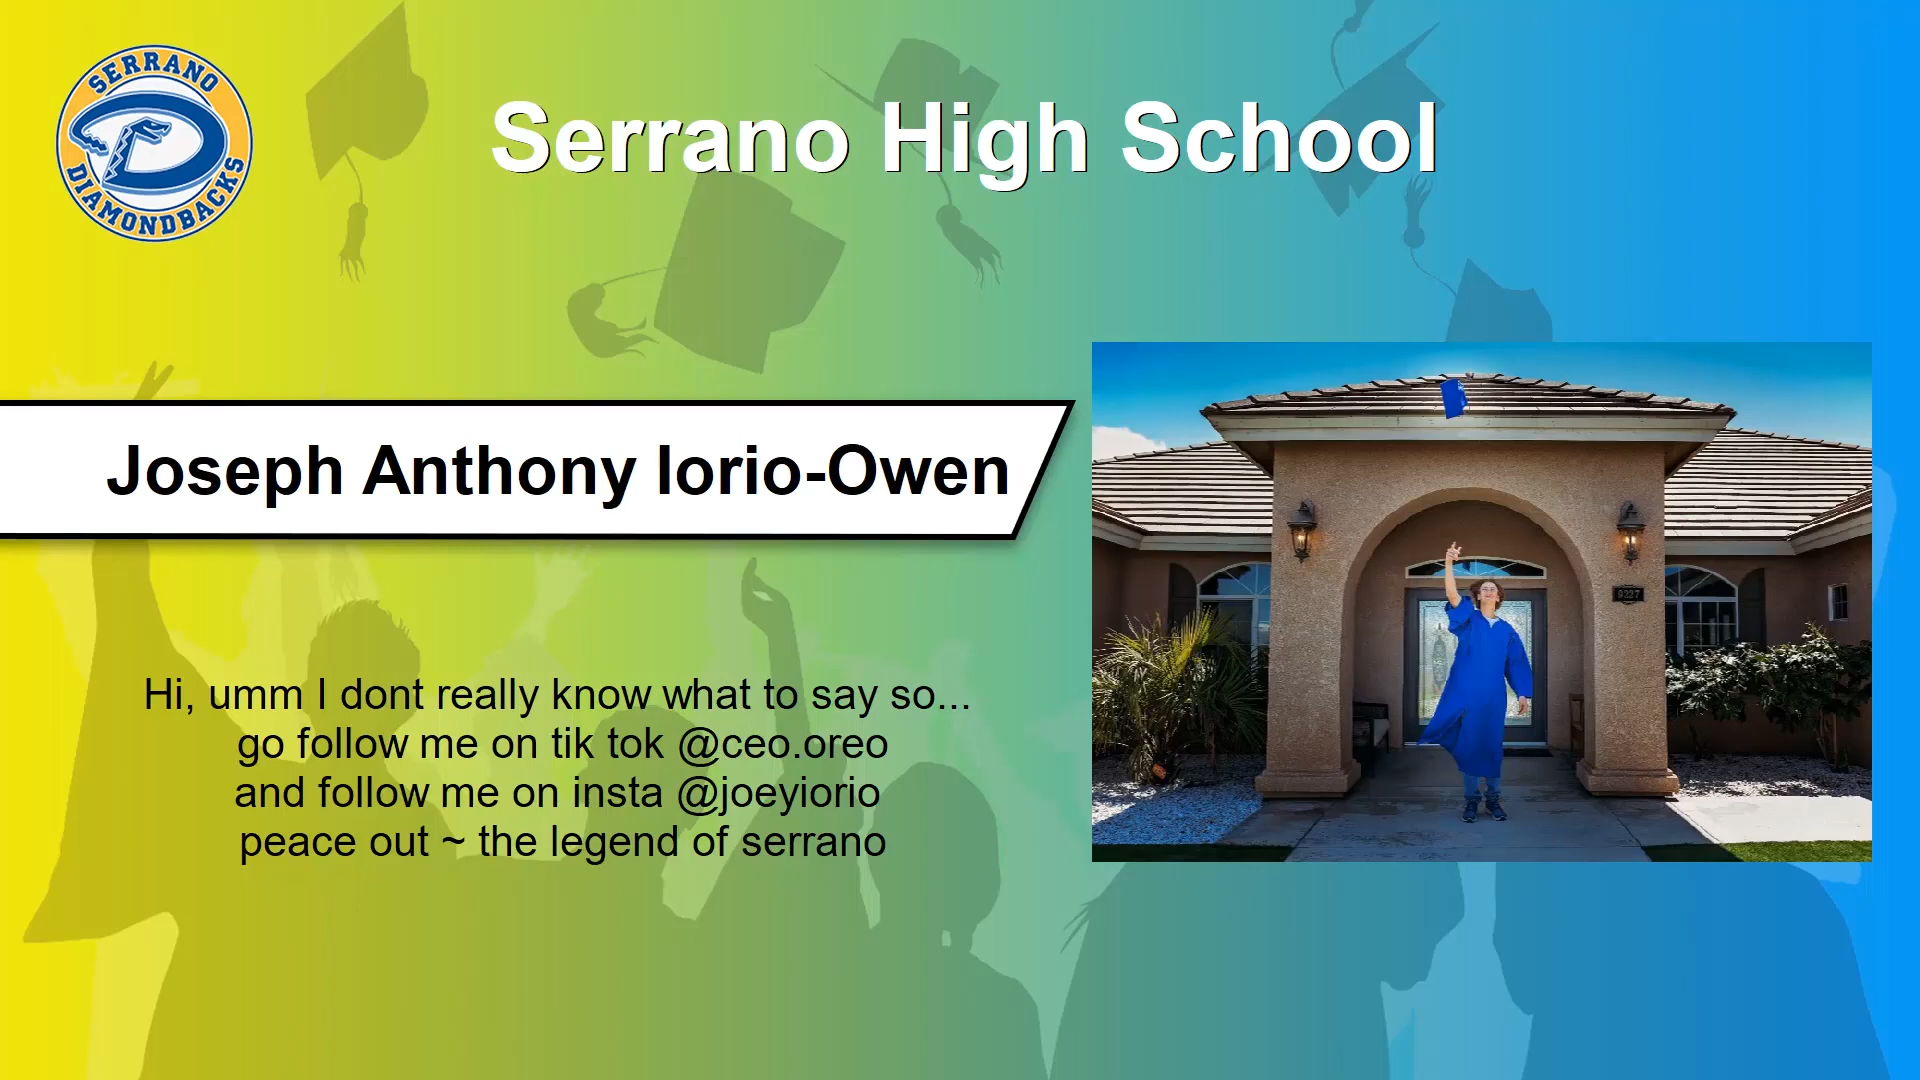 SERRANO
DIAMONDBACKS
Serrano High School
Joseph Anthony Iorio-Owen
Hi, umm I dont really know what to say so...
go follow me on tik tok @ceo.oreo
and follow me on insta @joeyiorio
peace out ~ the legend of serrano
9227